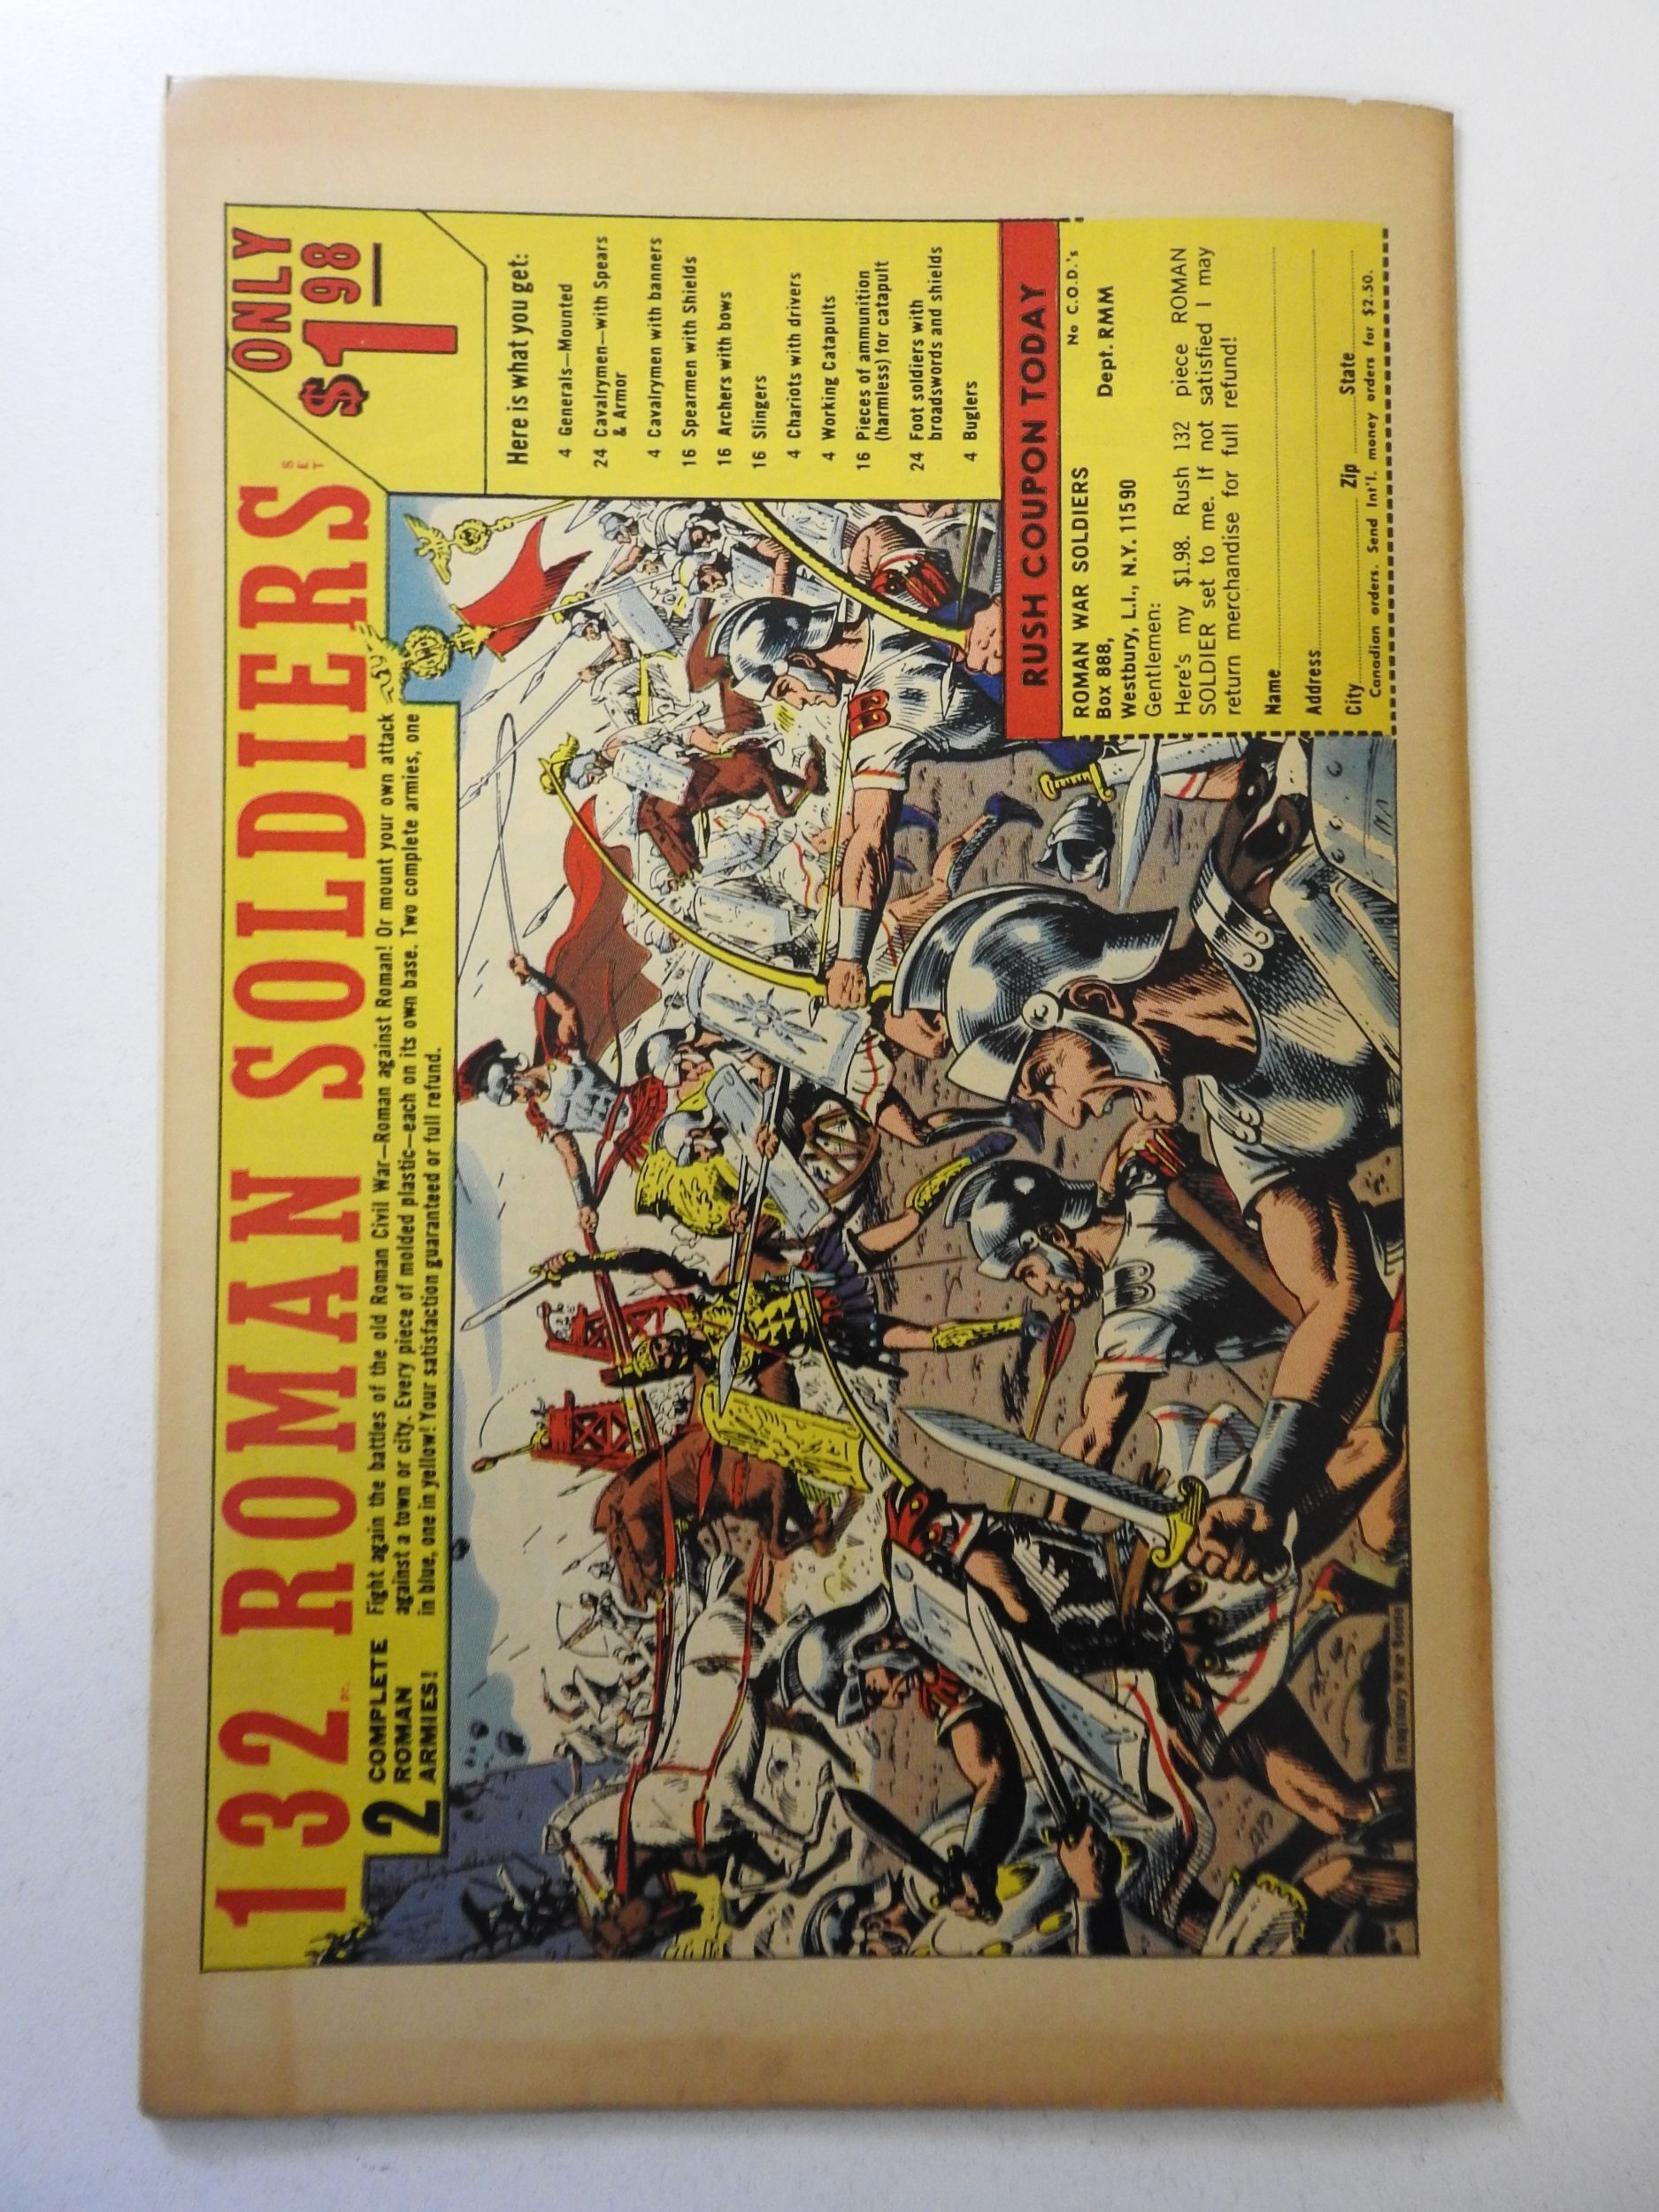 132 PC. ROMAN SOLDIERS SET
ONLY
$1 98
2 COMPLETE
ROMAN
ARMIES!
Fight again the battles of the old Roman Civil War—Roman against Roman! Or mount your own attack
against a town or city. Every piece of molded plastic—each on its own base. Two complete armies, one
in blue, one in yellow! Your satisfaction guaranteed or full refund.
Here is what you get:
4 Generals—Mounted
24 Cavalrymen—with Spears
& Armor
4 Cavalrymen with banners
16 Spearmen with Shields
16 Archers with bows
16 Slingers
4 Chariots with drivers
4 Working Catapults
16 Pieces of ammunition
(harmless) for catapult
24 Foot soldiers with
broadswords and shields
4 Buglers
RUSH COUPON TODAY
No C.O.D.'s
ROMAN WAR SOLDIERS
Box 888, Dept. RMM
Westbury, L.I., N.Y. 11590
Gentlemen:
Here's my $1.98. Rush 132 piece ROMAN
SOLDIER set to me. If not satisfied I may
return merchandise for full refund!
Name
Address
City Zip State
Canadian orders. Send Int'l. money orders for $2.50.
Imaginary War Scene